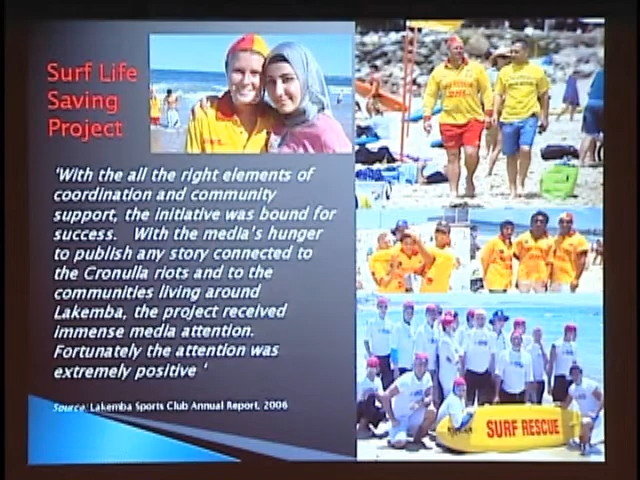 Surf Life
Saving
Project
'With the all the right elements of
coordination and community
support, the initiative was bound for
success. With the media's hunger
to publish any story connected to
the Cronulla riots and to the
communities living around
Lakemba, the project received
immense media attention.
Fortunately the attention was
extremely positive '
Source: Lakemba Sports Club Annual Report, 2006
SURF RESCUE